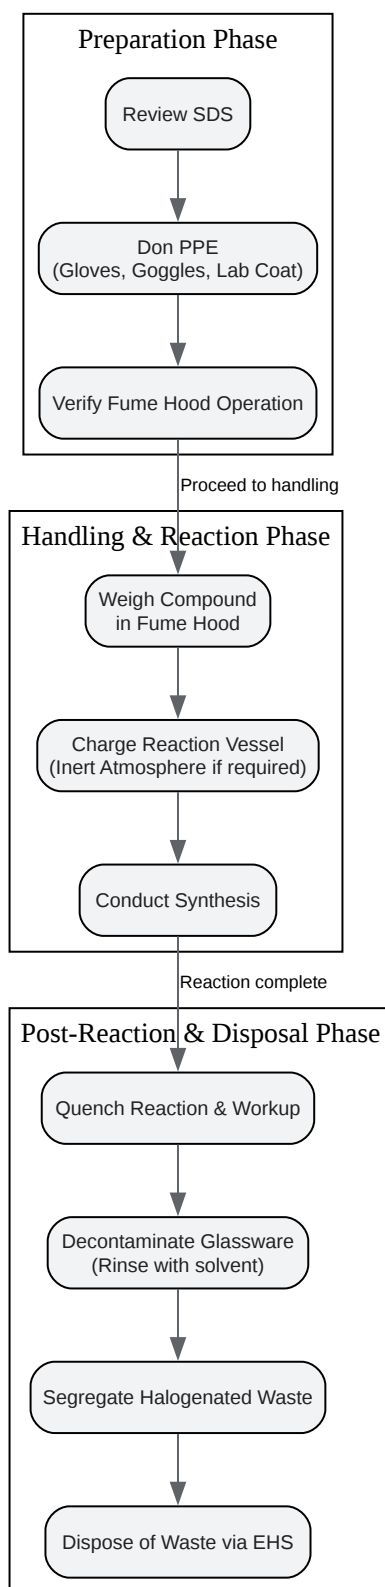 Preparation Phase
Review SDS
Don PPE
(Gloves, Goggles, Lab Coat)
Verify Fume Hood Operation
Proceed to handling
Handling & Reaction Phase
Weigh Compound
in Fume Hood
Charge Reaction Vessel
(Inert Atmosphere if required)
Conduct Synthesis
Reaction complete
Post-Reaction & Disposal Phase
Quench Reaction & Workup
Decontaminate Glassware
(Rinse with solvent)
Segregate Halogenated Waste
Dispose of Waste via EHS